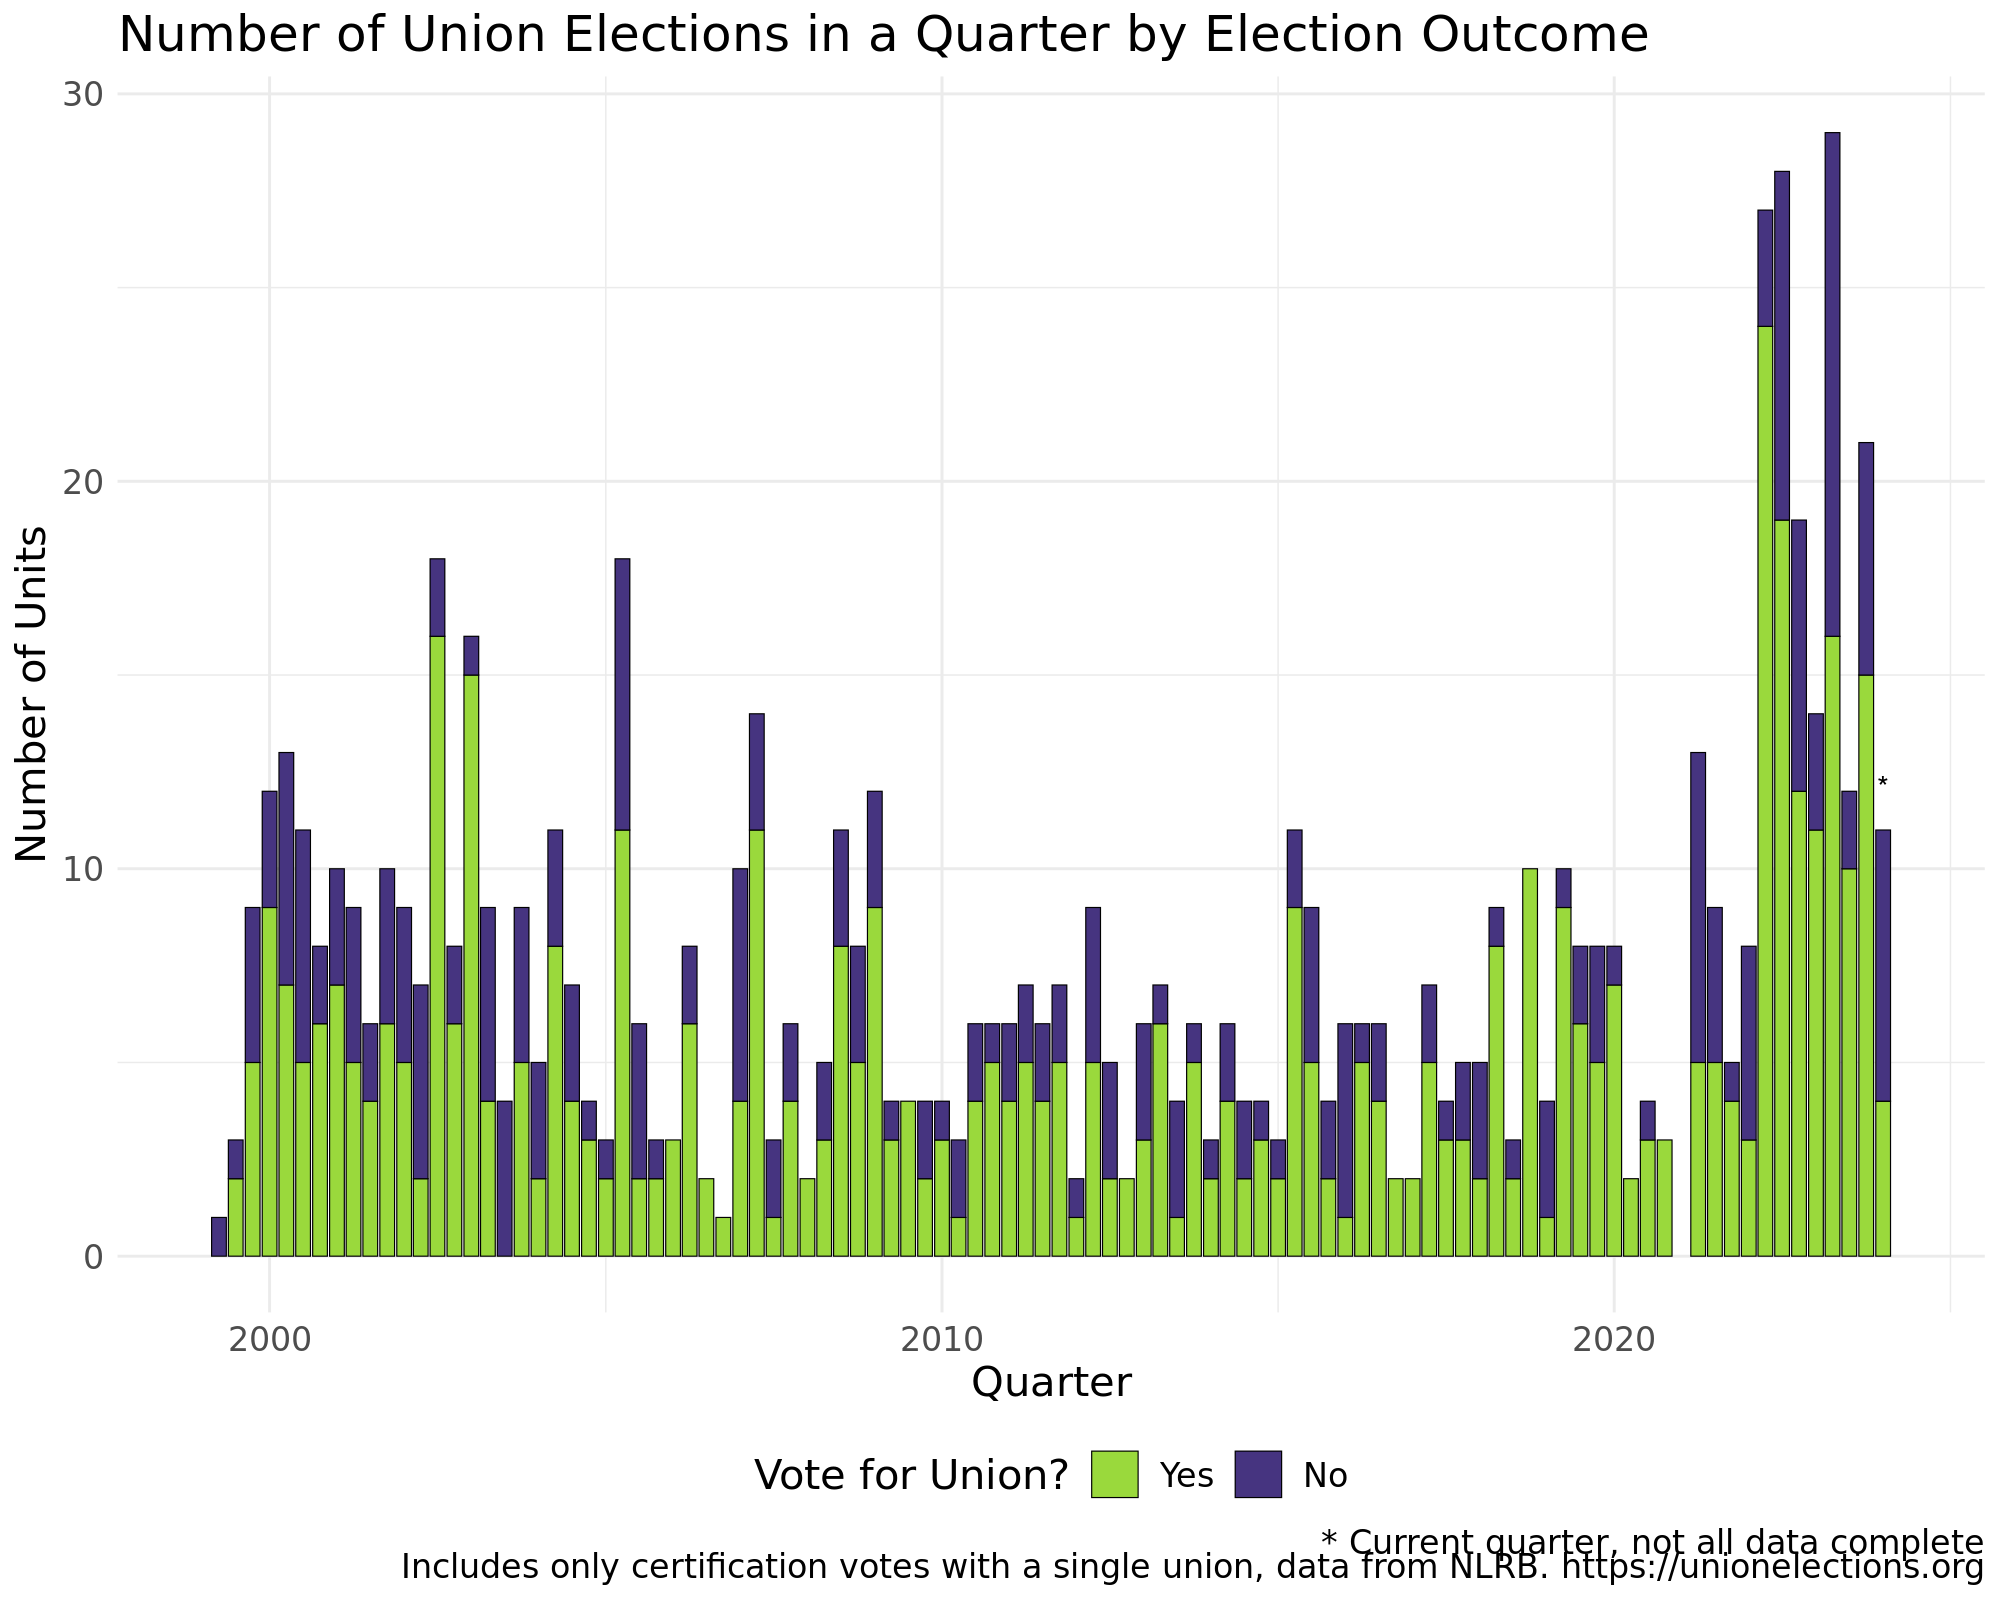 Number of Union Elections in a Quarter by Election Outcome
30
20
10
0
Number of Units
*
2000
2010
2020
Quarter
Vote for Union?
Yes
No
* Current quarter, not all data complete
Includes only certification votes with a single union, data from NLRB. https://unionelections.org